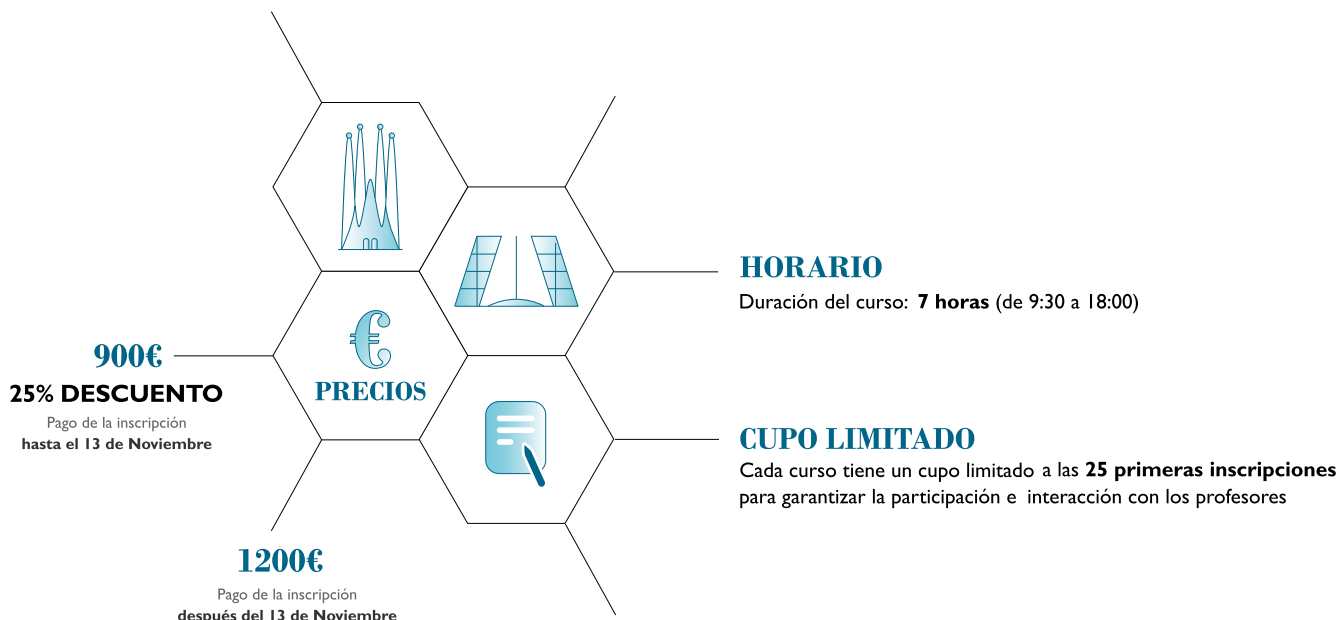 HORARIO
Duración del curso: 7 horas (de 9:30 a 18:00)
€
PRECIOS
900€
25% DESCUENTO
Pago de la inscripción
hasta el 13 de Noviembre
CUPO LIMITADO
Cada curso tiene un cupo limitado a las 25 primeras inscripciones
para garantizar la participación e interacción con los profesores
1200€
Pago de la inscripción
después del 13 de Noviembre